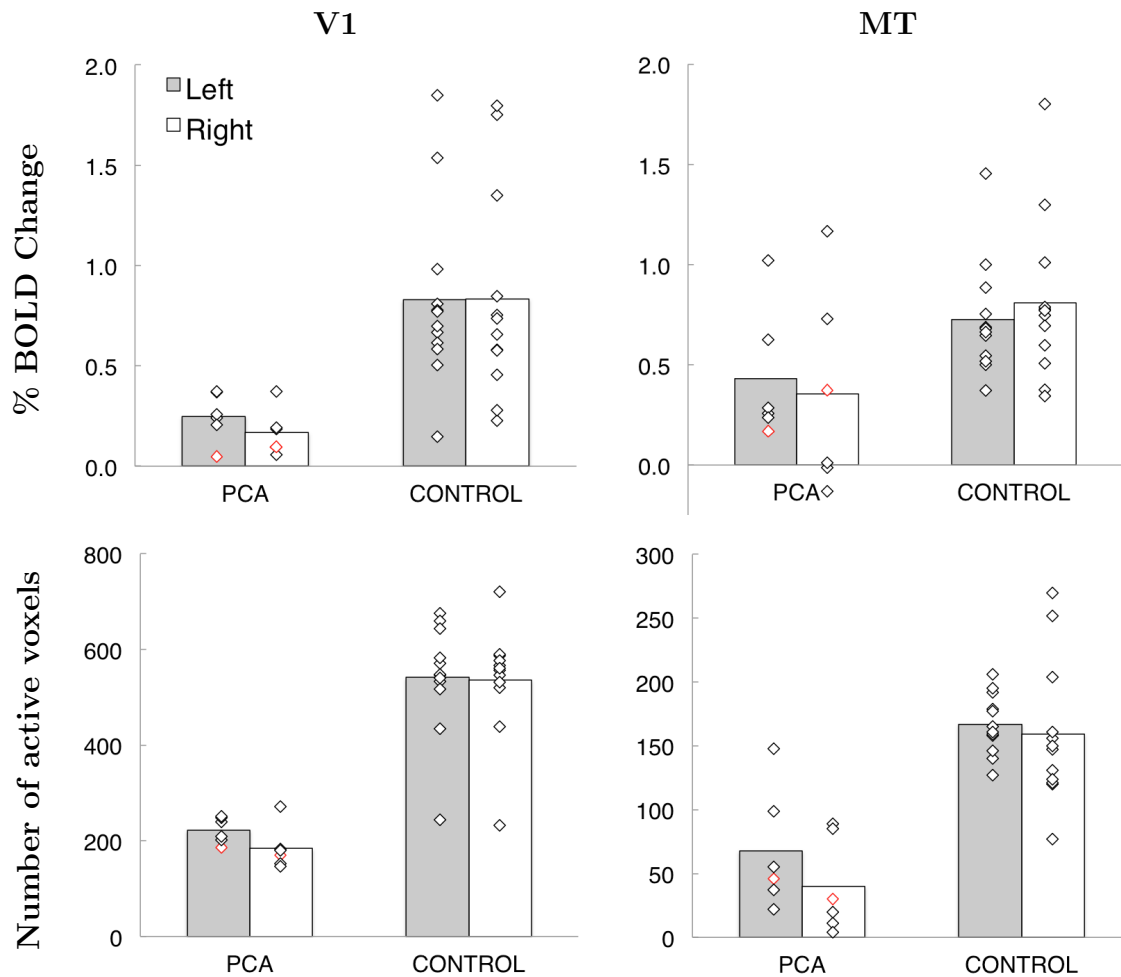 V1
MT
% BOLD Change
2.0
1.5
1.0
0.5
0.0
Left
Right
PCA
CONTROL
2.0
1.5
1.0
0.5
0.0
PCA
CONTROL
Number of active voxels
800
600
400
200
0
PCA
CONTROL
300
250
200
150
100
50
0
PCA
CONTROL